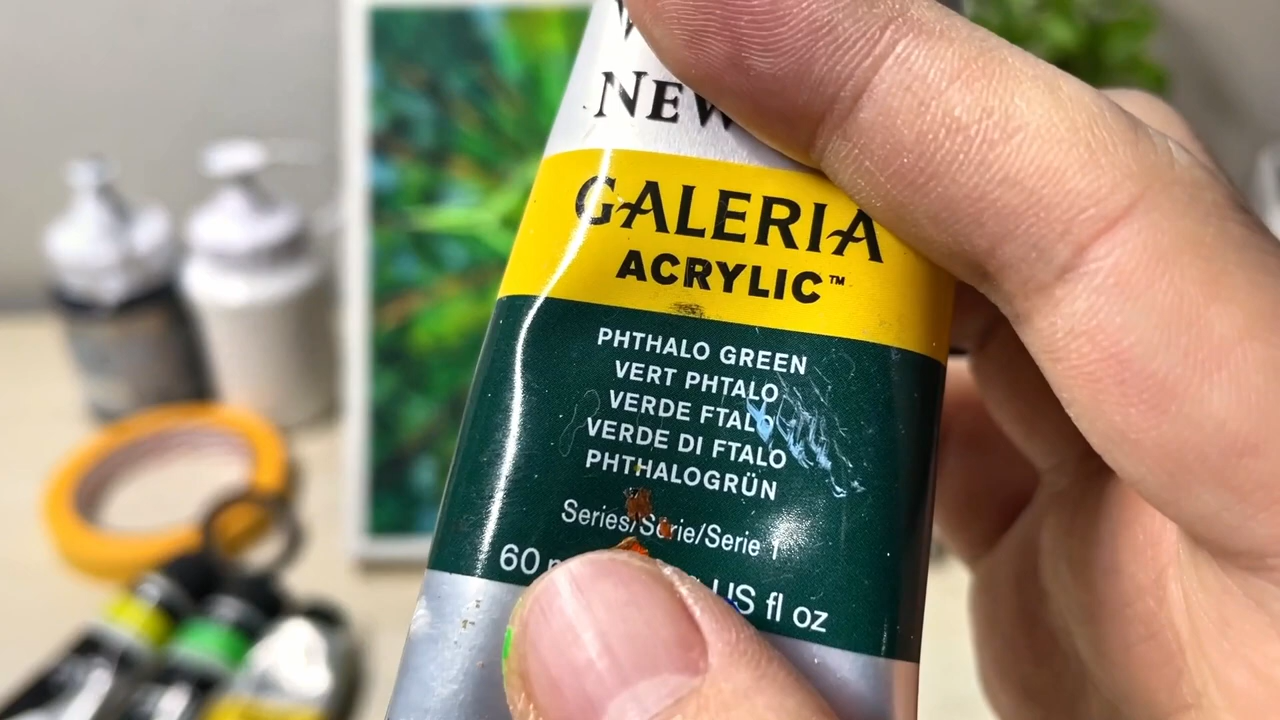 NEW
GALERIA
ACRYLIC™
PHTHALO GREEN
VERT PHTALO
VERDE FTALO
VERDE DI FTALO
PHTHALOGRÜN
Series/Série/Serie 1
60 US fl oz